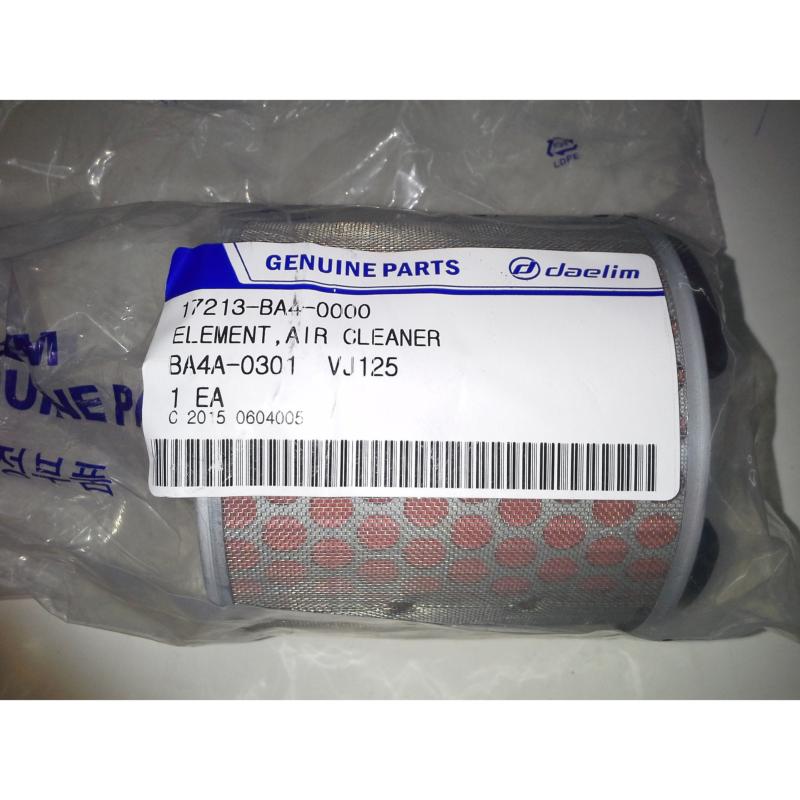 LDPE
GENUINE PARTS daelim
17213-BA4-0000
ELEMENT,AIR CLEANER
BA4A-0301 VJ125
1 EA
C 2015 0604005